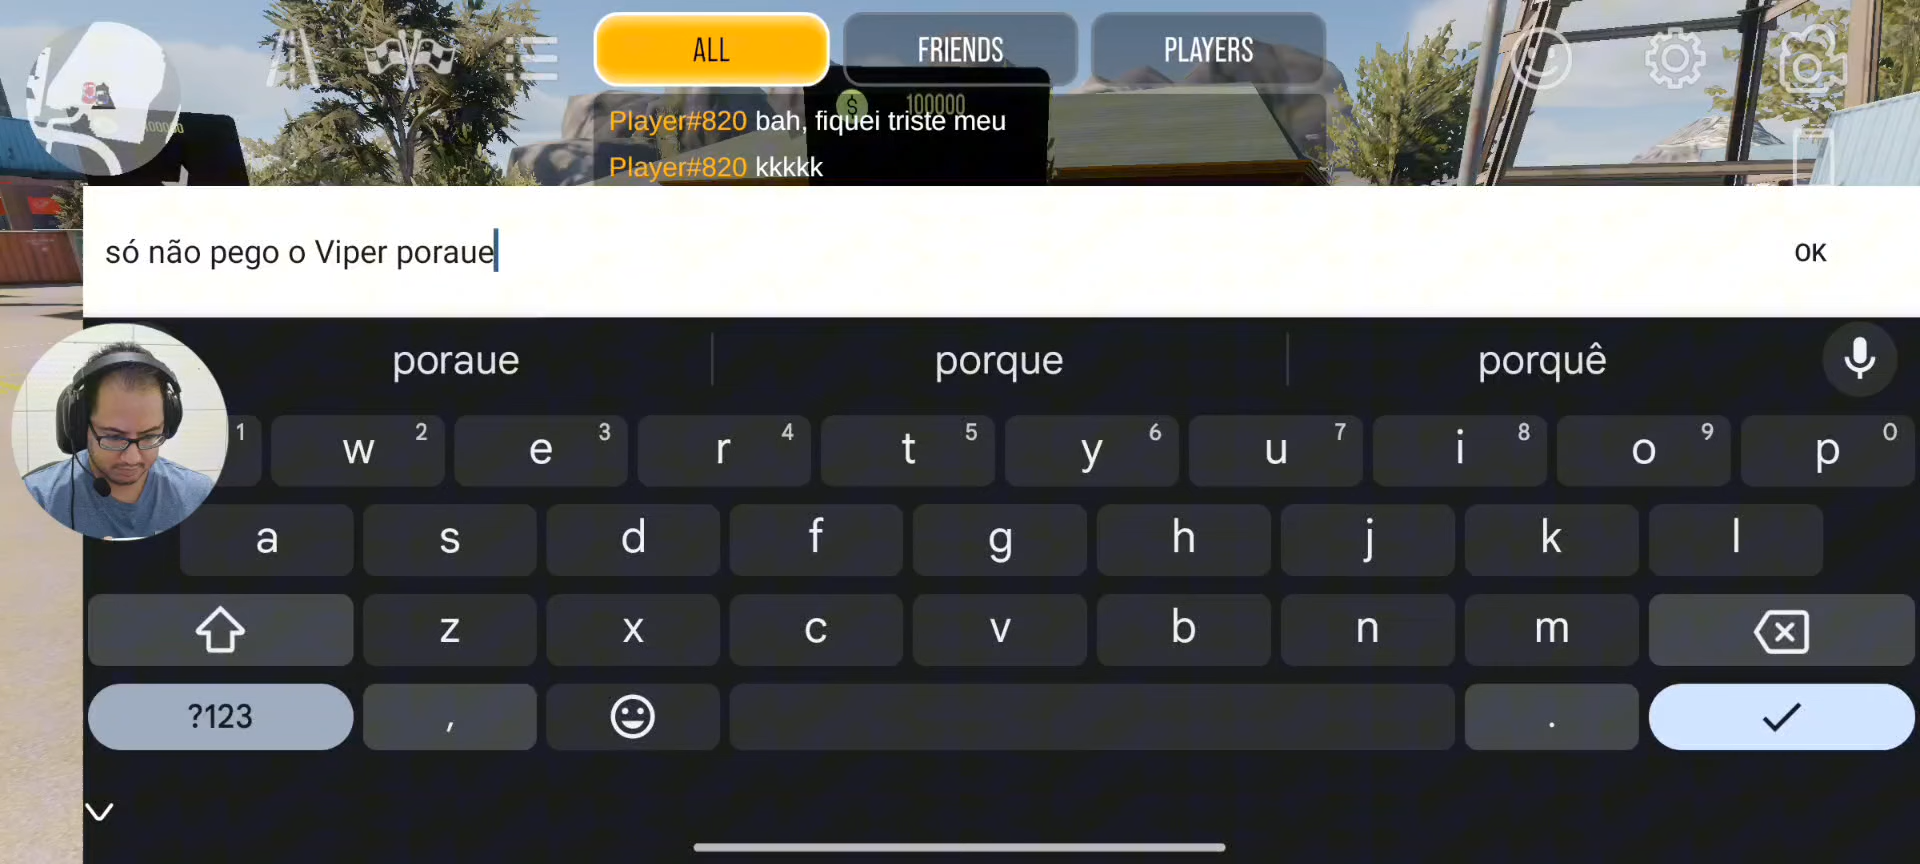 ALL FRIENDS PLAYERS
100000
$ 100000
Player#820 bah, fiquei triste meu
Player#820 kkkkk
só não pego o Viper poraue
OK
poraue porque porquê
1 w 2 e 3 r 4 t 5 y 6 u 7 i 8 o 9 p 0
a s d f g h j k l
z x c v b n m
?123 , .